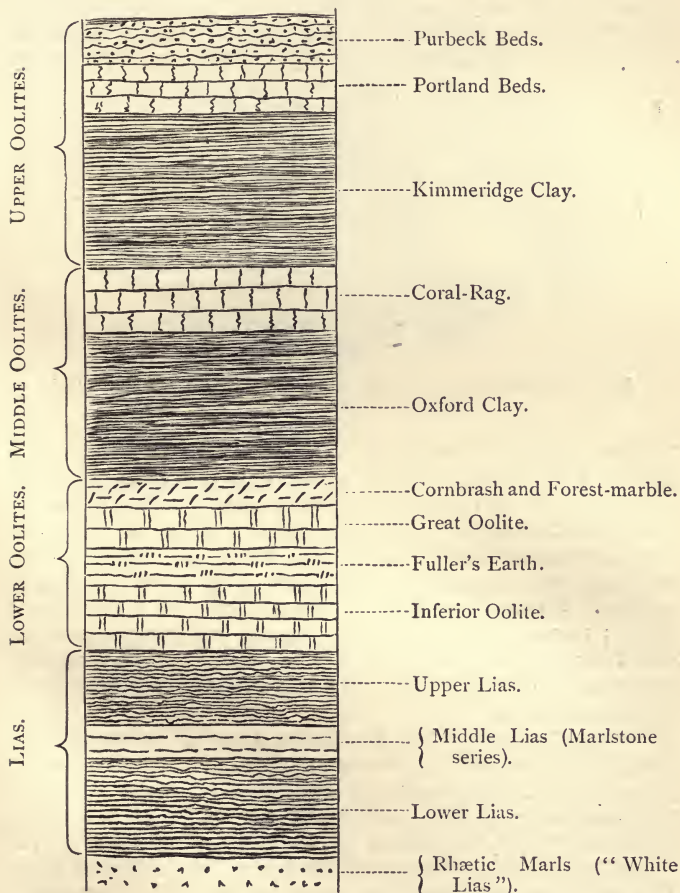 UPPER OOLITES.
Purbeck Beds.
Portland Beds.
Kimmeridge Clay.
MIDDLE OOLITES.
Coral-Rag.
Oxford Clay.
LOWER OOLITES.
Cornbrash and Forest-marble.
Great Oolite.
Fuller's Earth.
Inferior Oolite.
LIAS.
Upper Lias.
Middle Lias (Marlstone
series).
Lower Lias.
Rhætic Marls (“White
Lias”).